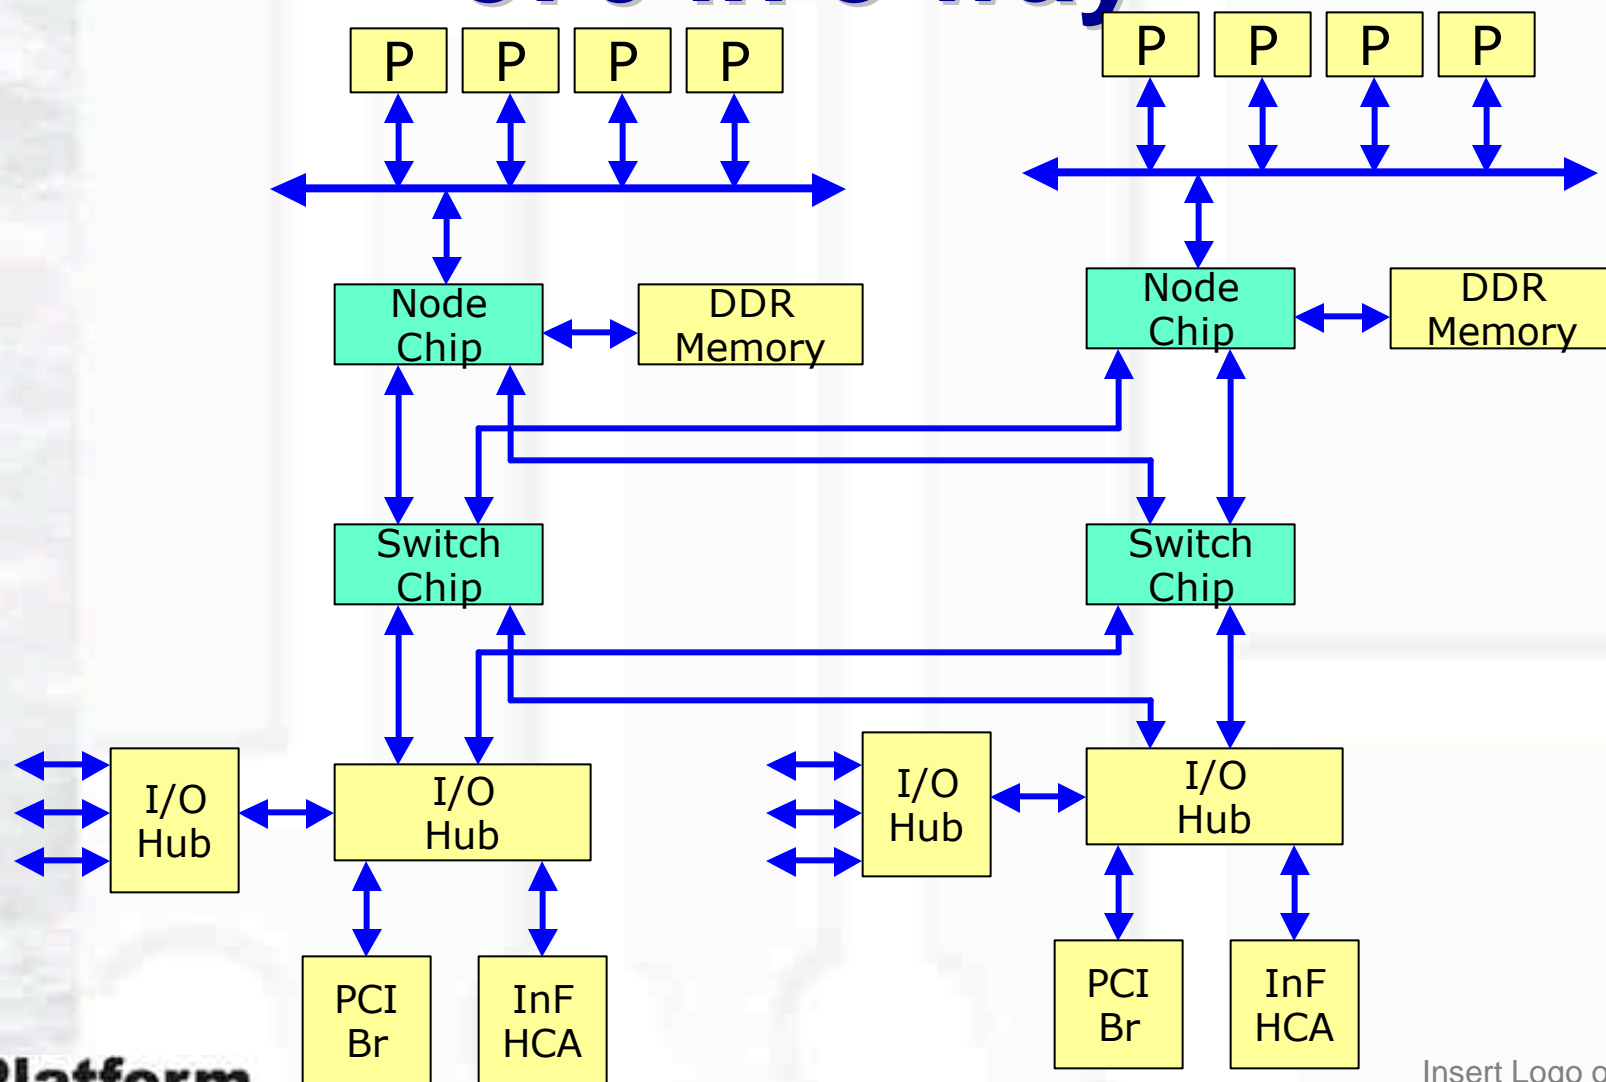 P P P P
P P P P
Node
Chip
DDR
Memory
Node
Chip
DDR
Memory
Switch
Chip
Switch
Chip
I/O
Hub
I/O
Hub
I/O
Hub
I/O
Hub
PCI
Br
InF
HCA
PCI
Br
InF
HCA
Platform
Insert Logo